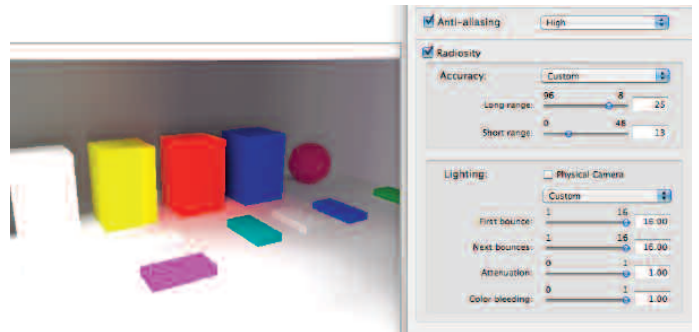 Anti-aliasing High
Radiosity
Accuracy: Custom
96 8
Long range: 25
0 48
Short range: 13
Lighting: Physical Camera
Custom
1 16
First bounce: 16.00
1 16
Next bounces: 16.00
0 1
Attenuation: 1.00
0 1
Color bleeding: 1.00